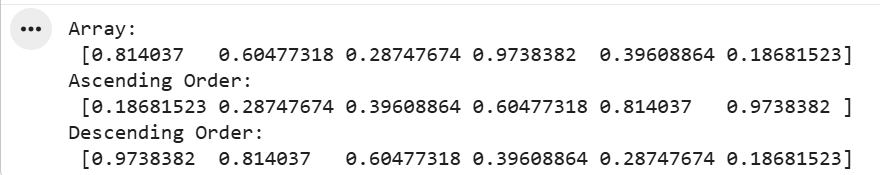 Array:
 [0.814037   0.60477318 0.28747674 0.9738382  0.39608864 0.18681523]
Ascending Order:
 [0.18681523 0.28747674 0.39608864 0.60477318 0.814037   0.9738382 ]
Descending Order:
 [0.9738382  0.814037   0.60477318 0.39608864 0.28747674 0.18681523]